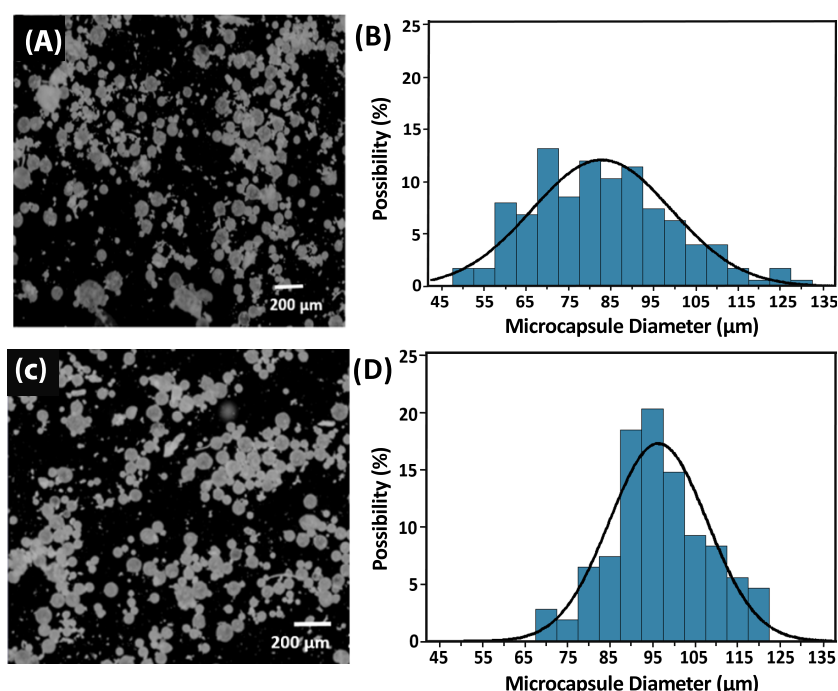 (A)
200 μm
(B)
Possibility (%)
25
20
15
10
5
0
45 55 65 75 85 95 105 115 125 135
Microcapsule Diameter (μm)
(c)
200 μm
(D)
Possibility (%)
25
20
15
10
5
0
45 55 65 75 85 95 105 115 125 135
Microcapsule Diameter (μm)